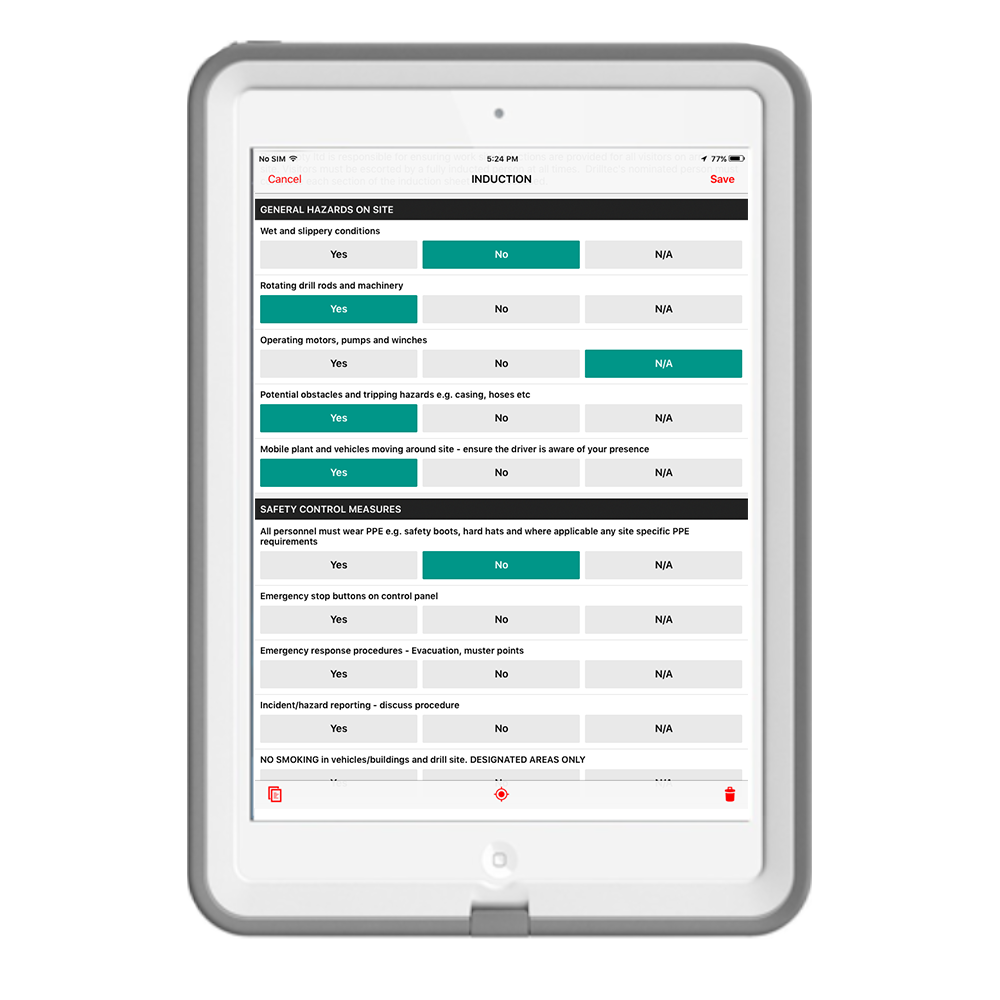 No SIM 5:24 PM 77%
y ltd is responsible for ensuring work
Cancel INDUCTION Save
GENERAL HAZARDS ON SITE
Wet and slippery conditions
Yes No N/A
Rotating drill rods and machinery
Yes No N/A
Operating motors, pumps and winches
Yes No N/A
Potential obstacles and tripping hazards e.g. casing, hoses etc
Yes No N/A
Mobile plant and vehicles moving around site - ensure the driver is aware of your presence
Yes No N/A
SAFETY CONTROL MEASURES
All personnel must wear PPE e.g. safety boots, hard hats and where applicable any site specific PPE
requirements
Yes No N/A
Emergency stop buttons on control panel
Yes No N/A
Emergency response procedures - Evacuation, muster points
Yes No N/A
Incident/hazard reporting - discuss procedure
Yes No N/A
NO SMOKING in vehicles/buildings and drill site. DESIGNATED AREAS ONLY